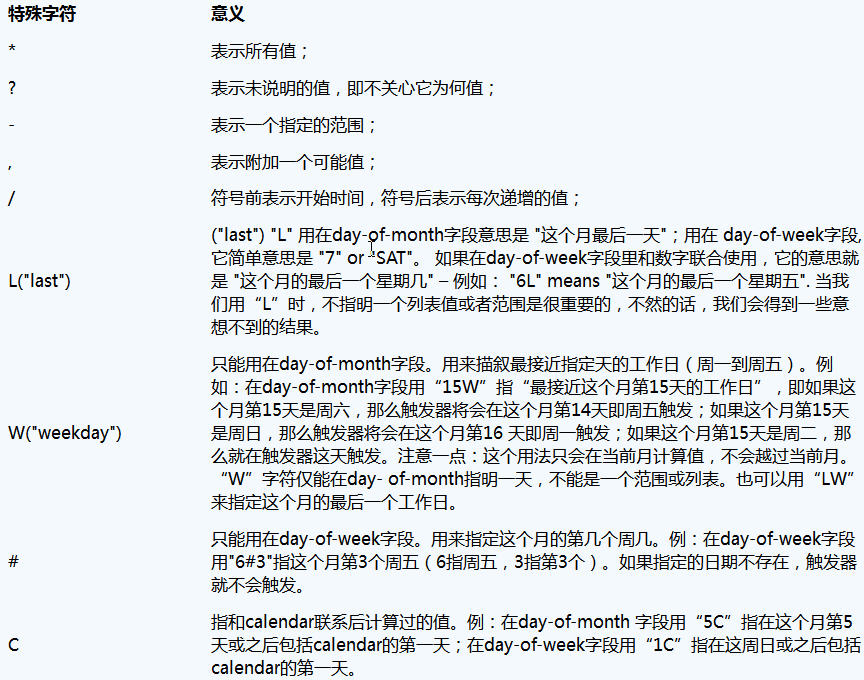 特殊字符 意义
* 表示所有值；
? 表示未说明的值，即不关心它为何值；
- 表示一个指定的范围；
, 表示附加一个可能值；
/ 符号前表示开始时间，符号后表示每次递增的值；
("last") "L" 用在day-of-month字段意思是 "这个月最后一天"；用在 day-of-week字段,
它简单意思是 "7" or "SAT"。 如果在day-of-week字段里和数字联合使用，它的意思就
L("last") 是 "这个月的最后一个星期几" – 例如： "6L" means "这个月的最后一个星期五". 当我
们用“L”时，不指明一个列表值或者范围是很重要的，不然的话，我们会得到一些意
想不到的结果。
只能用在day-of-month字段。用来描叙最接近指定天的工作日（周一到周五）。例
如：在day-of-month字段用“15W”指“最接近这个月第15天的工作日”，即如果这
个月第15天是周六，那么触发器将会在这个月第14天即周五触发；如果这个月第15天
W("weekday") 是周日，那么触发器将会在这个月第16 天即周一触发；如果这个月第15天是周二，那
么就在触发器这天触发。注意一点：这个用法只会在当前月计算值，不会越过当前月。
“W”字符仅能在day- of-month指明一天，不能是一个范围或列表。也可以用“LW”
来指定这个月的最后一个工作日。
只能用在day-of-week字段。用来指定这个月的第几个周几。例：在day-of-week字段
# 用"6#3"指这个月第3个周五（6指周五，3指第3个）。如果指定的日期不存在，触发器
就不会触发。
指和calendar联系后计算过的值。例：在day-of-month 字段用“5C”指在这个月第5
C 天或之后包括calendar的第一天；在day-of-week字段用“1C”指在这周日或之后包括
calendar的第一天。